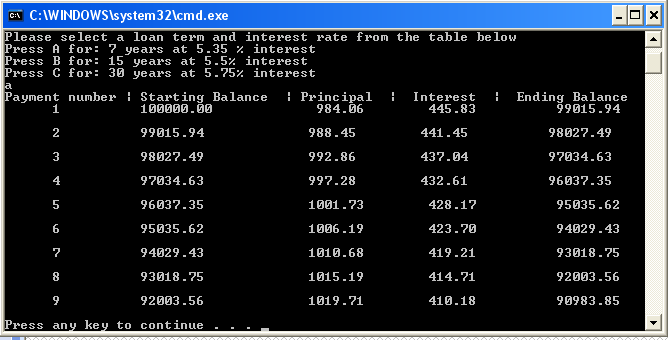 C:\WINDOWS\system32\cmd.exe
Please select a loan term and interest rate from the table below
Press A for: 7 years at 5.35 % interest
Press B for: 15 years at 5.5% interest
Press C for: 30 years at 5.75% interest
a
Payment number | Starting Balance | Principal | Interest | Ending Balance
1 100000.00 984.06 445.83 99015.94
2 99015.94 988.45 441.45 98027.49
3 98027.49 992.86 437.04 97034.63
4 97034.63 997.28 432.61 96037.35
5 96037.35 1001.73 428.17 95035.62
6 95035.62 1006.19 423.70 94029.43
7 94029.43 1010.68 419.21 93018.75
8 93018.75 1015.19 414.71 92003.56
9 92003.56 1019.71 410.18 90983.85
Press any key to continue . . . _